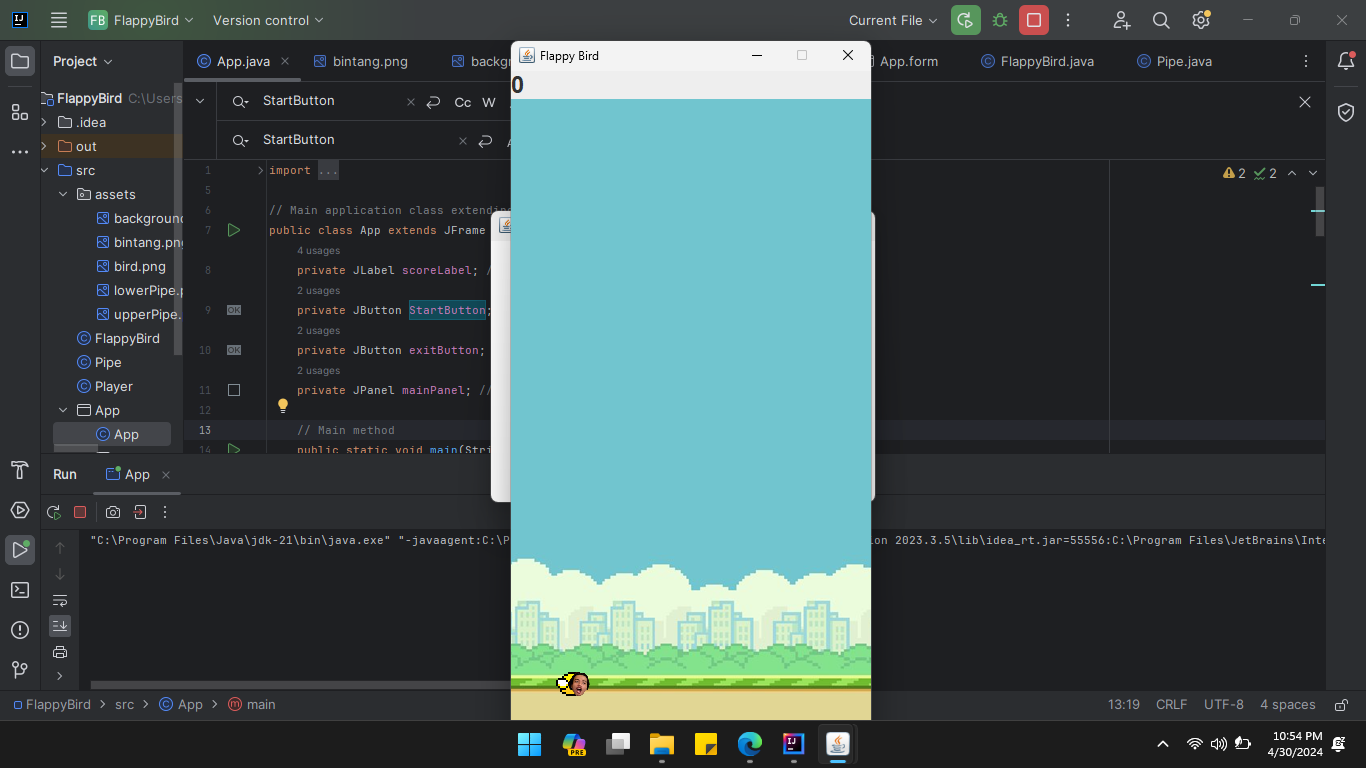 FB FlappyBird Version control Current File
Project
App.java bintang.png backgr App.form FlappyBird.java Pipe.java
Flappy Bird
0
StartButton Cc W
StartButton
FlappyBird C:\Users
.idea
out
src
assets
background
bintang.png
bird.png
lowerPipe.p
upperPipe.
FlappyBird
Pipe
Player
App
App
1 import ...
5
6 // Main application class extending
7 public class App extends JFrame
4 usages
8 private JLabel scoreLabel; /
2 usages
9 private JButton StartButton;
2 usages
10 private JButton exitButton;
2 usages
11 private JPanel mainPanel; //
12
13 // Main method
14 public static void main(Stri
2 2
Run App
"C:\Program Files\Java\jdk-21\bin\java.exe" "-javaagent:C:\P ion 2023.3.5\lib\idea_rt.jar=55556:C:\Program Files\JetBrains\Inte
FlappyBird src App main 13:19 CRLF UTF-8 4 spaces
PRE
10:54 PM
4/30/2024